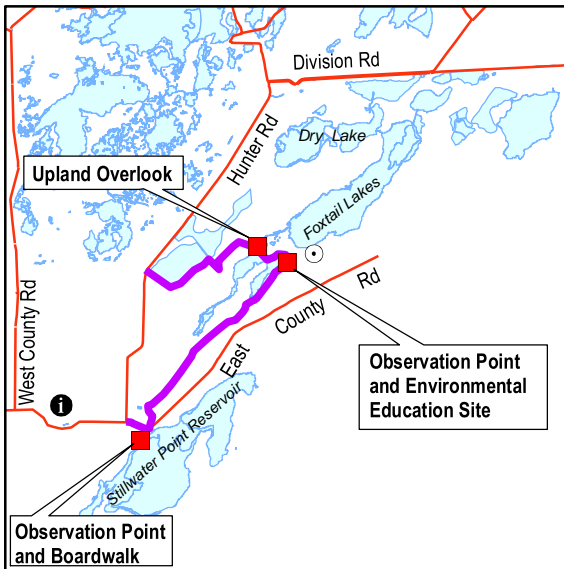 Division Rd
Hunter Rd
Dry Lake
Upland Overlook
Foxtail Lakes
West County Rd
East County Rd
i
Observation Point
and Environmental
Education Site
Stillwater Point Reservoir
Observation Point
and Boardwalk